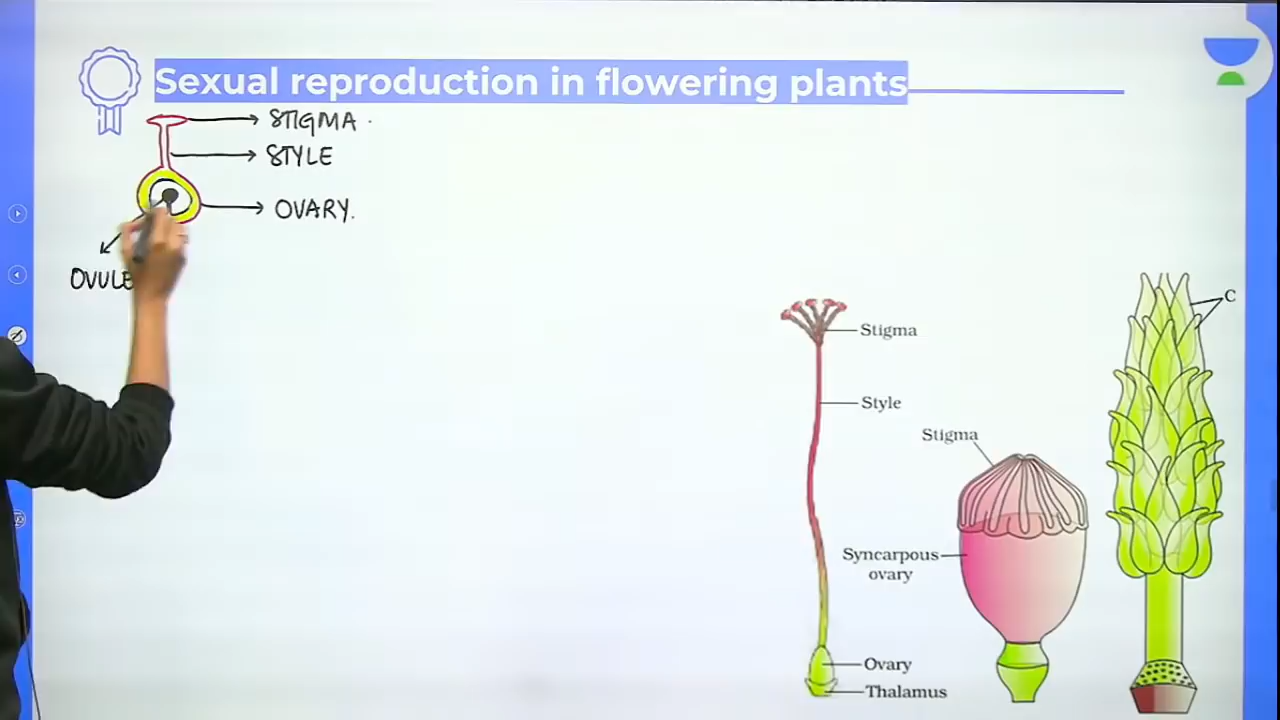 Sexual reproduction in flowering plants
STIGMA
STYLE
OVARY.
OVULE
C
Stigma
Style
Stigma
Syncarpous
ovary
Ovary
Thalamus